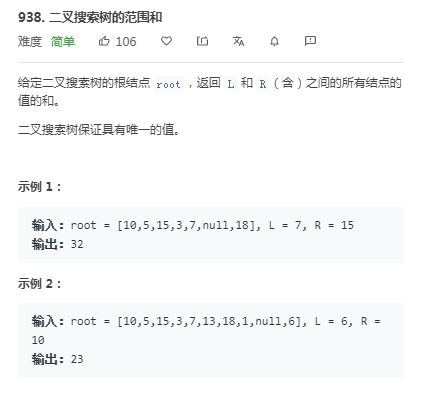 938. 二叉搜索树的范围和
难度 简单 106
给定二叉搜索树的根结点 root，返回 L 和 R（含）之间的所有结点的
值的和。
二叉搜索树保证具有唯一的值。
示例 1：
输入：root = [10,5,15,3,7,null,18], L = 7, R = 15
输出：32
示例 2：
输入：root = [10,5,15,3,7,13,18,1,null,6], L = 6, R =
10
输出：23